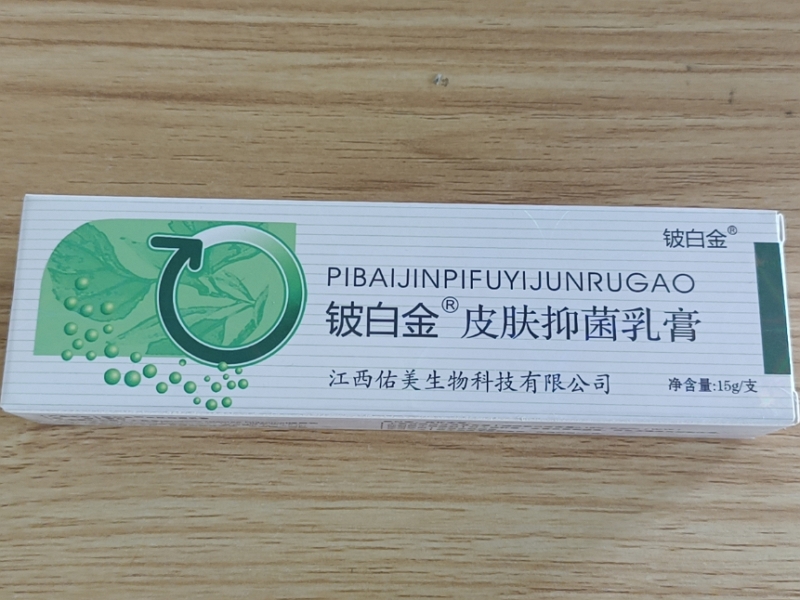 铍白金®
PIBAIJINPIFUYIJUNRUGAO
铍白金®皮肤抑菌乳膏
江西佑美生物科技有限公司
净含量:15g/支